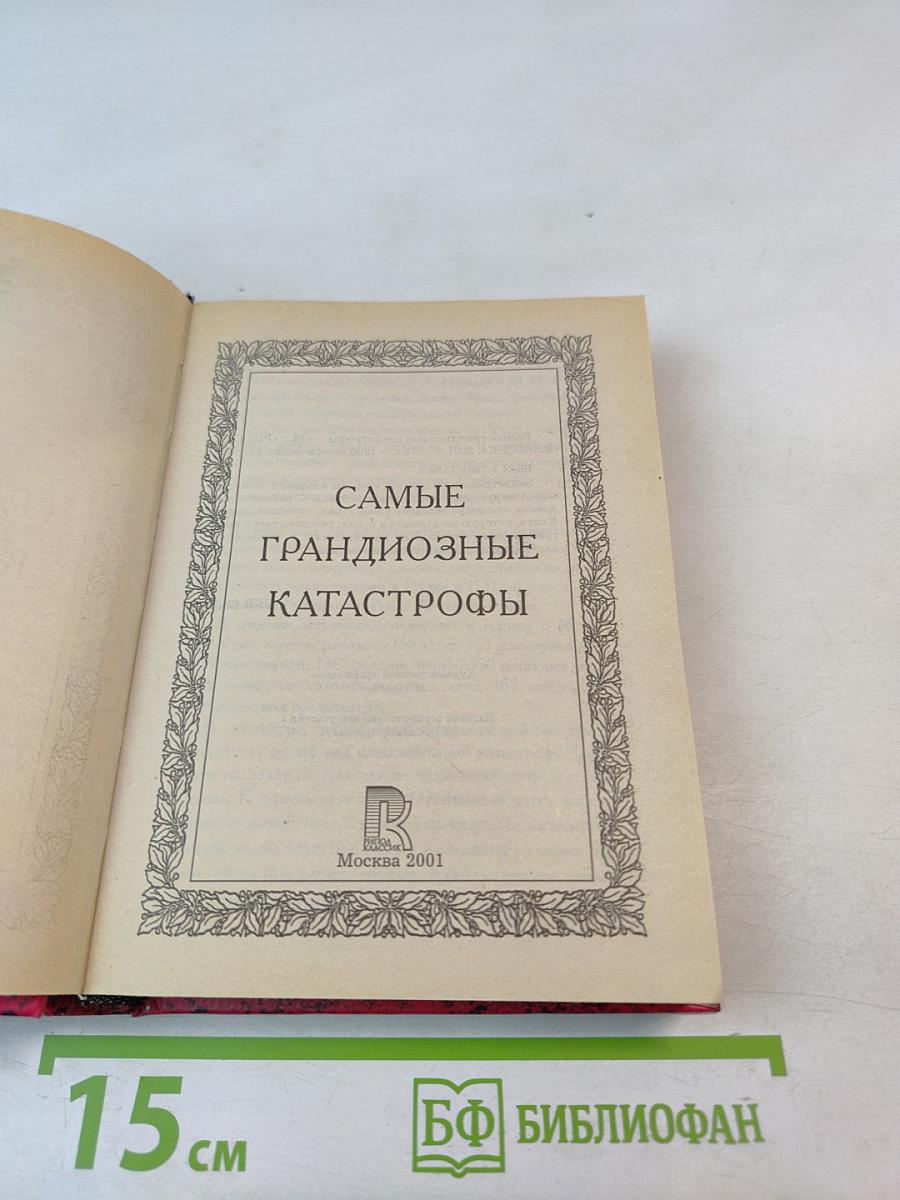 САМЫЕ
ГРАНДИОЗНЫЕ
КАТАСТРОФЫ
РИПОЛ
КЛАССИК
Москва 2001
15 см
БФ БИБЛИОФАН